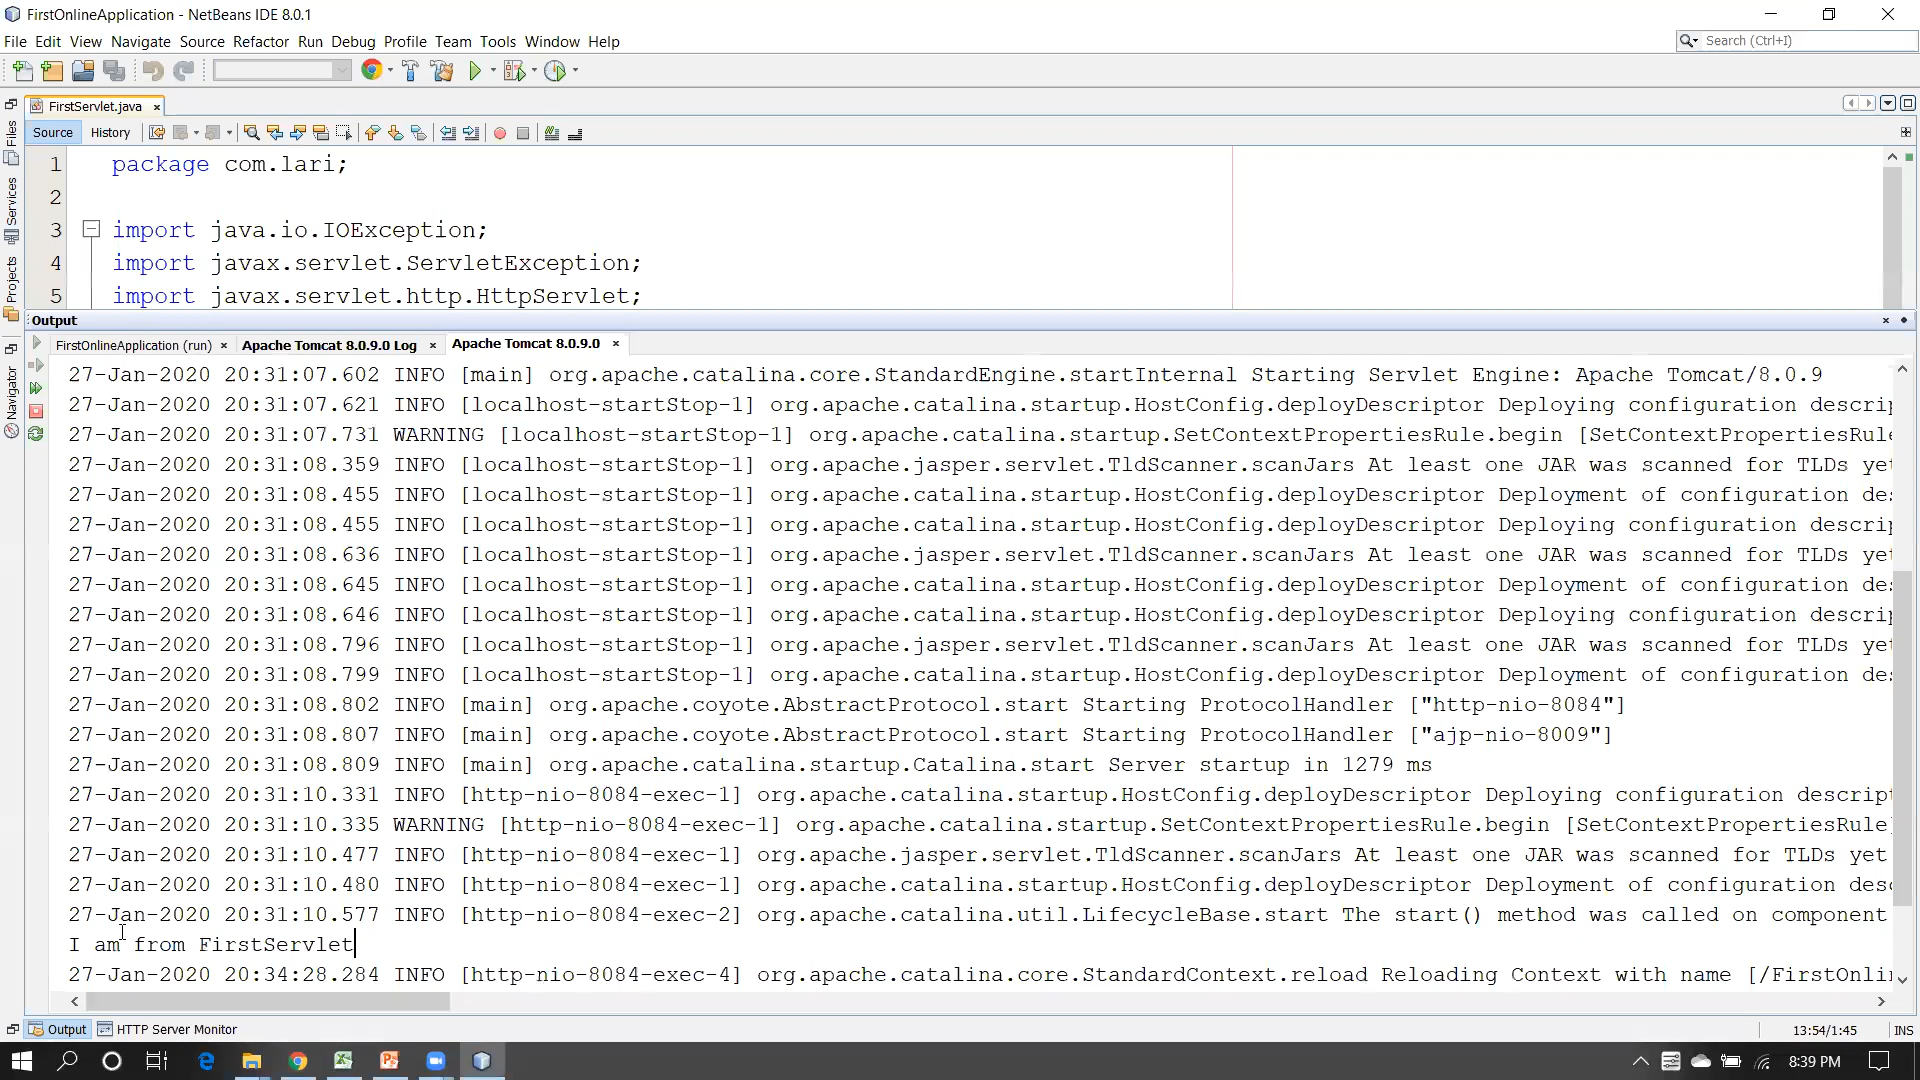 FirstOnlineApplication - NetBeans IDE 8.0.1
File Edit View Navigate Source Refactor Run Debug Profile Team Tools Window Help
Search (Ctrl+I)
FirstServlet.java
Source History
Files
Services
Projects
Navigator
1 package com.lari;
2
3 import java.io.IOException;
4 import javax.servlet.ServletException;
5 import javax.servlet.http.HttpServlet;
Output
FirstOnlineApplication (run) Apache Tomcat 8.0.9.0 Log Apache Tomcat 8.0.9.0
27-Jan-2020 20:31:07.602 INFO [main] org.apache.catalina.core.StandardEngine.startInternal Starting Servlet Engine: Apache Tomcat/8.0.9
27-Jan-2020 20:31:07.621 INFO [localhost-startStop-1] org.apache.catalina.startup.HostConfig.deployDescriptor Deploying configuration descrip
27-Jan-2020 20:31:07.731 WARNING [localhost-startStop-1] org.apache.catalina.startup.SetContextPropertiesRule.begin [SetContextPropertiesRule
27-Jan-2020 20:31:08.359 INFO [localhost-startStop-1] org.apache.jasper.servlet.TldScanner.scanJars At least one JAR was scanned for TLDs yet
27-Jan-2020 20:31:08.455 INFO [localhost-startStop-1] org.apache.catalina.startup.HostConfig.deployDescriptor Deployment of configuration des
27-Jan-2020 20:31:08.455 INFO [localhost-startStop-1] org.apache.catalina.startup.HostConfig.deployDescriptor Deploying configuration descrip
27-Jan-2020 20:31:08.636 INFO [localhost-startStop-1] org.apache.jasper.servlet.TldScanner.scanJars At least one JAR was scanned for TLDs yet
27-Jan-2020 20:31:08.645 INFO [localhost-startStop-1] org.apache.catalina.startup.HostConfig.deployDescriptor Deployment of configuration des
27-Jan-2020 20:31:08.646 INFO [localhost-startStop-1] org.apache.catalina.startup.HostConfig.deployDescriptor Deploying configuration descrip
27-Jan-2020 20:31:08.796 INFO [localhost-startStop-1] org.apache.jasper.servlet.TldScanner.scanJars At least one JAR was scanned for TLDs yet
27-Jan-2020 20:31:08.799 INFO [localhost-startStop-1] org.apache.catalina.startup.HostConfig.deployDescriptor Deployment of configuration des
27-Jan-2020 20:31:08.802 INFO [main] org.apache.coyote.AbstractProtocol.start Starting ProtocolHandler ["http-nio-8084"]
27-Jan-2020 20:31:08.807 INFO [main] org.apache.coyote.AbstractProtocol.start Starting ProtocolHandler ["ajp-nio-8009"]
27-Jan-2020 20:31:08.809 INFO [main] org.apache.catalina.startup.Catalina.start Server startup in 1279 ms
27-Jan-2020 20:31:10.331 INFO [http-nio-8084-exec-1] org.apache.catalina.startup.HostConfig.deployDescriptor Deploying configuration descript
27-Jan-2020 20:31:10.335 WARNING [http-nio-8084-exec-1] org.apache.catalina.startup.SetContextPropertiesRule.begin [SetContextPropertiesRule
27-Jan-2020 20:31:10.477 INFO [http-nio-8084-exec-1] org.apache.jasper.servlet.TldScanner.scanJars At least one JAR was scanned for TLDs yet
27-Jan-2020 20:31:10.480 INFO [http-nio-8084-exec-1] org.apache.catalina.startup.HostConfig.deployDescriptor Deployment of configuration desc
27-Jan-2020 20:31:10.577 INFO [http-nio-8084-exec-2] org.apache.catalina.util.LifecycleBase.start The start() method was called on component
I am from FirstServlet
27-Jan-2020 20:34:28.284 INFO [http-nio-8084-exec-4] org.apache.catalina.core.StandardContext.reload Reloading Context with name [/FirstOnli
Output HTTP Server Monitor
13:54/1:45 INS
8:39 PM